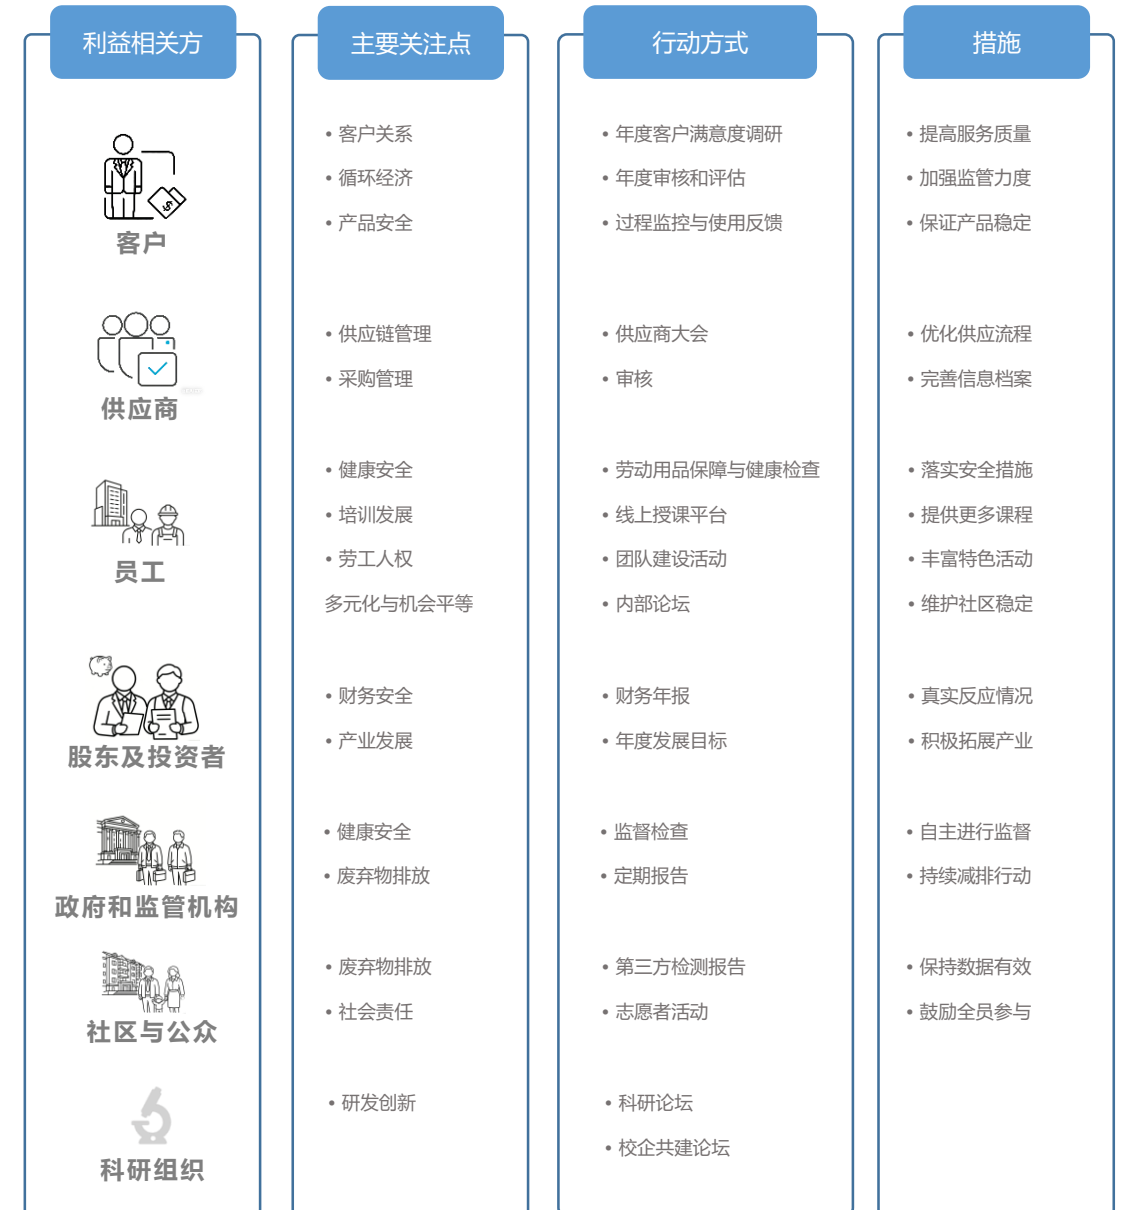 利益相关方
主要关注点
行动方式
措施
客户
• 客户关系
• 循环经济
• 产品安全
• 年度客户满意度调研
• 年度审核和评估
• 过程监控与使用反馈
• 提高服务质量
• 加强监管力度
• 保证产品稳定
供应商
• 供应链管理
• 采购管理
• 供应商大会
• 审核
• 优化供应流程
• 完善信息档案
员工
• 健康安全
• 培训发展
• 劳工人权
多元化与机会平等
• 劳动用品保障与健康检查
• 线上授课平台
• 团队建设活动
• 内部论坛
• 落实安全措施
• 提供更多课程
• 丰富特色活动
• 维护社区稳定
股东及投资者
• 财务安全
• 产业发展
• 财务年报
• 年度发展目标
• 真实反应情况
• 积极拓展产业
政府和监管机构
• 健康安全
• 废弃物排放
• 监督检查
• 定期报告
• 自主进行监督
• 持续减排行动
社区与公众
• 废弃物排放
• 社会责任
• 第三方检测报告
• 志愿者活动
• 保持数据有效
• 鼓励全员参与
科研组织
• 研发创新
• 科研论坛
• 校企共建论坛